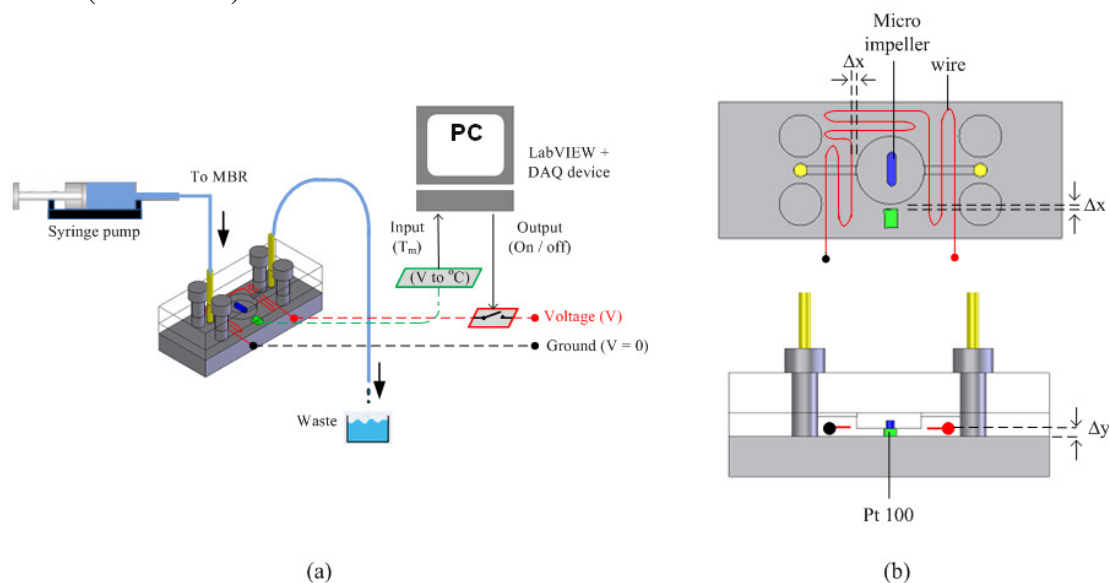 Micro
impeller
Δx
wire
PC
LabVIEW +
DAQ device
To MBR
Δx
Syringe pump
Input
(Tm)
Output
(On / off)
(V to °C)
Voltage (V)
Ground (V = 0)
Waste
Δy
Pt 100
(a)
(b)